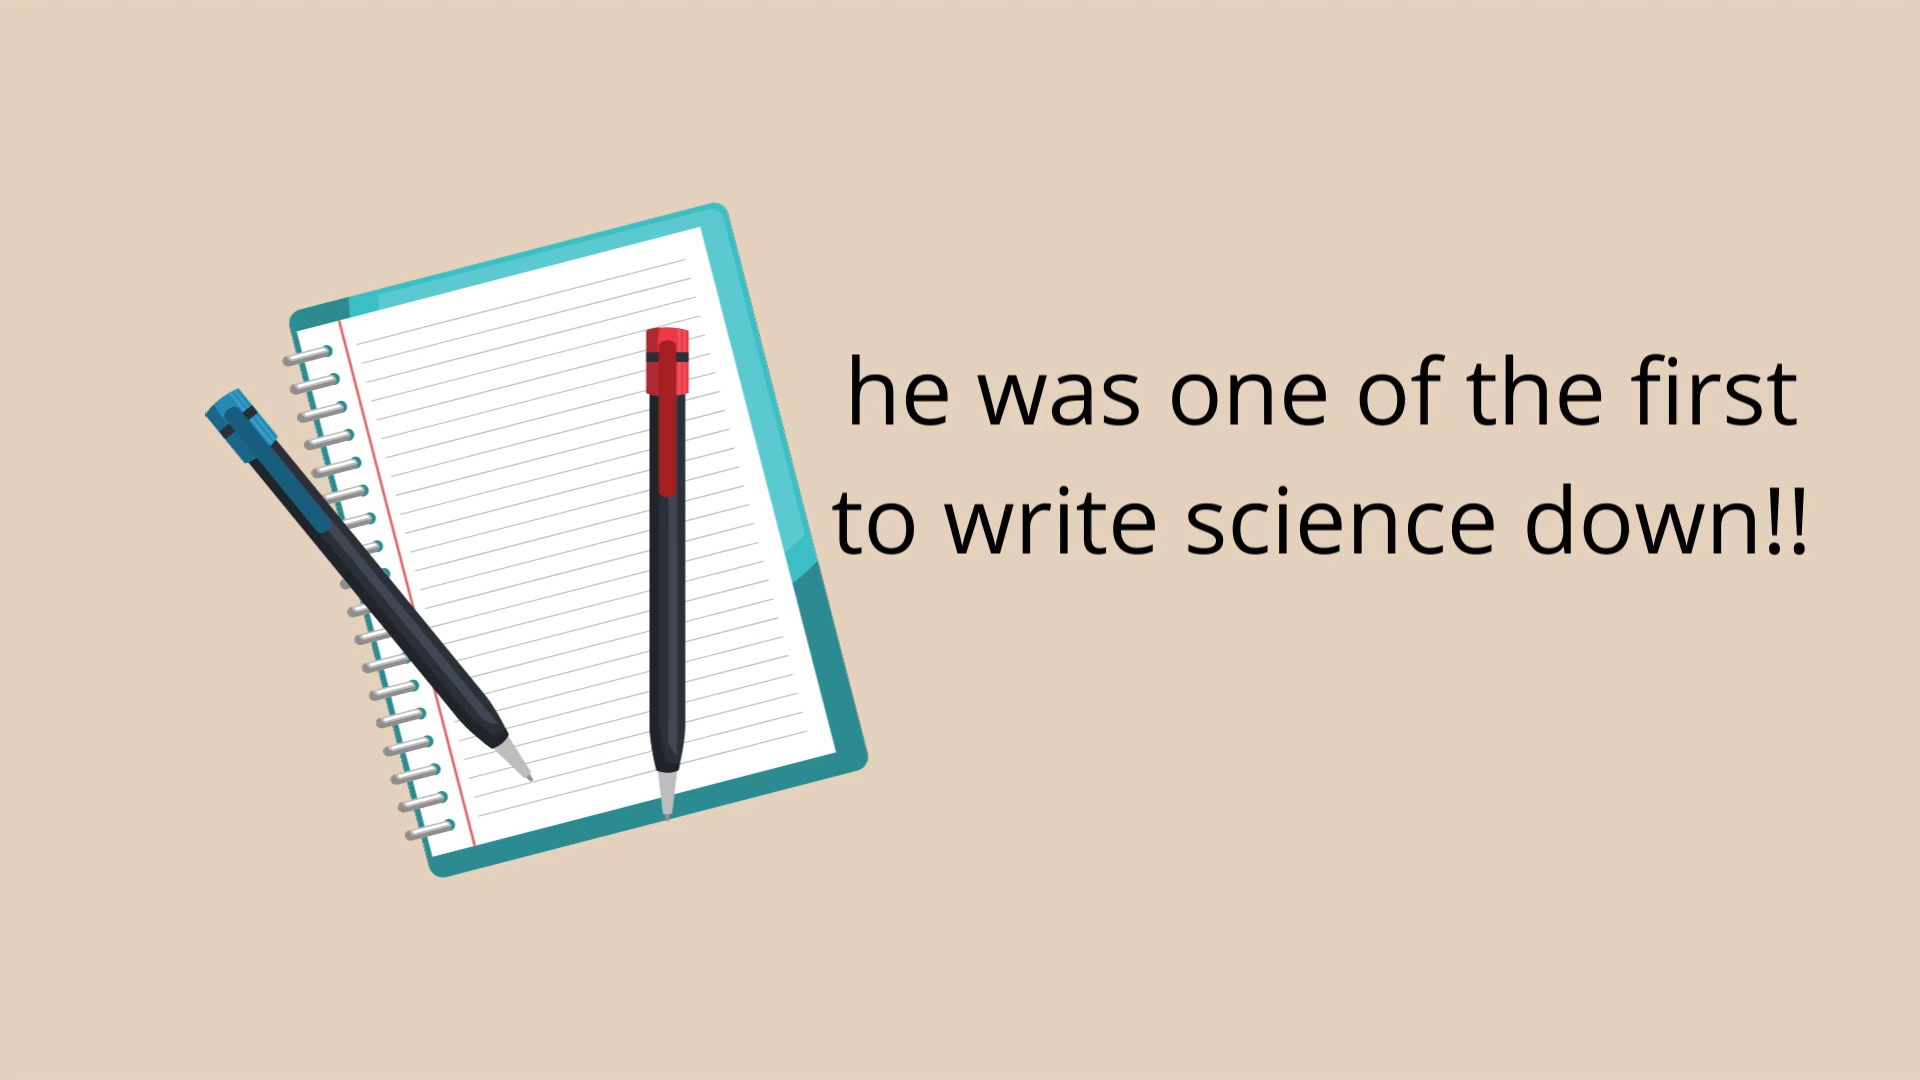 he was one of the first
to write science down!!